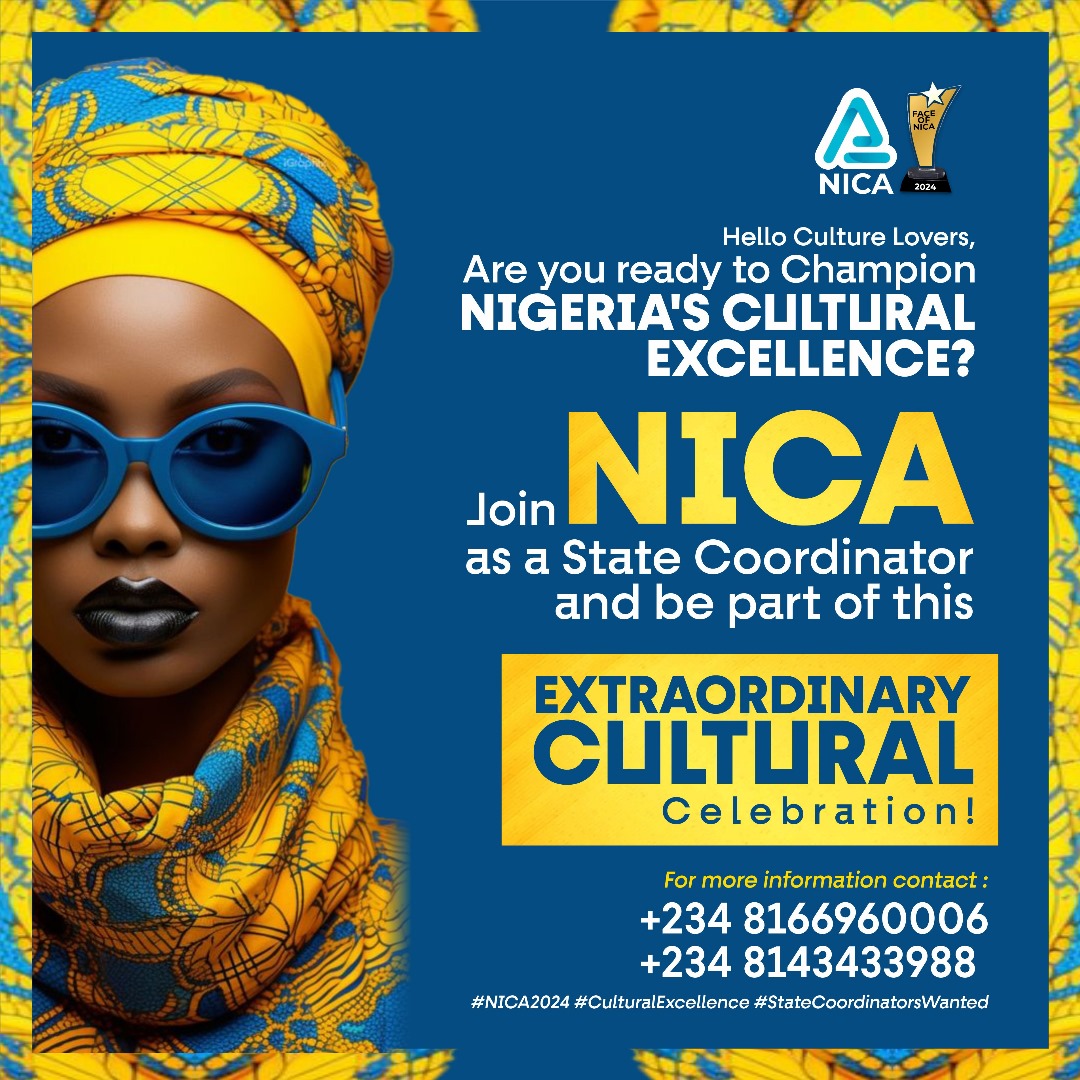 NICA
FACE
OF
NICA
2024
Hello Culture Lovers,
Are you ready to Champion
NIGERIA'S CULTURAL
EXCELLENCE?
Join NICA
as a State Coordinator
and be part of this
EXTRAORDINARY
CULTURAL
Celebration!
For more information contact :
+234 8166960006
+234 8143433988
#NICA2024 #CulturalExcellence #StateCoordinatorsWanted